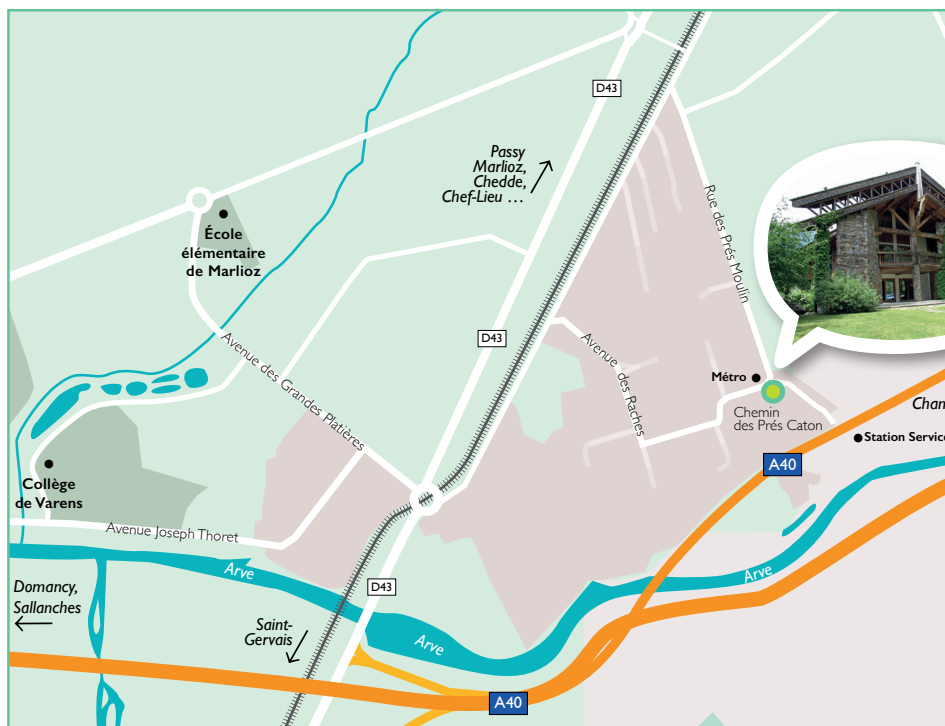 D43
Passy
Marlioz,
Chedde,
Chef-Lieu ...
Rue des Prés Moulin
École
élémentaire
de Marlioz
D43
Avenue des Grandes Platières
Avenue des Raches
Métro
Chemin
des Prés Caton
Chan
Station Service
A40
Collège
de Varens
Avenue Joseph Thoret
Arve
Arve
D43
Domancy,
Sallanches
Saint-
Gervais
Arve
A40